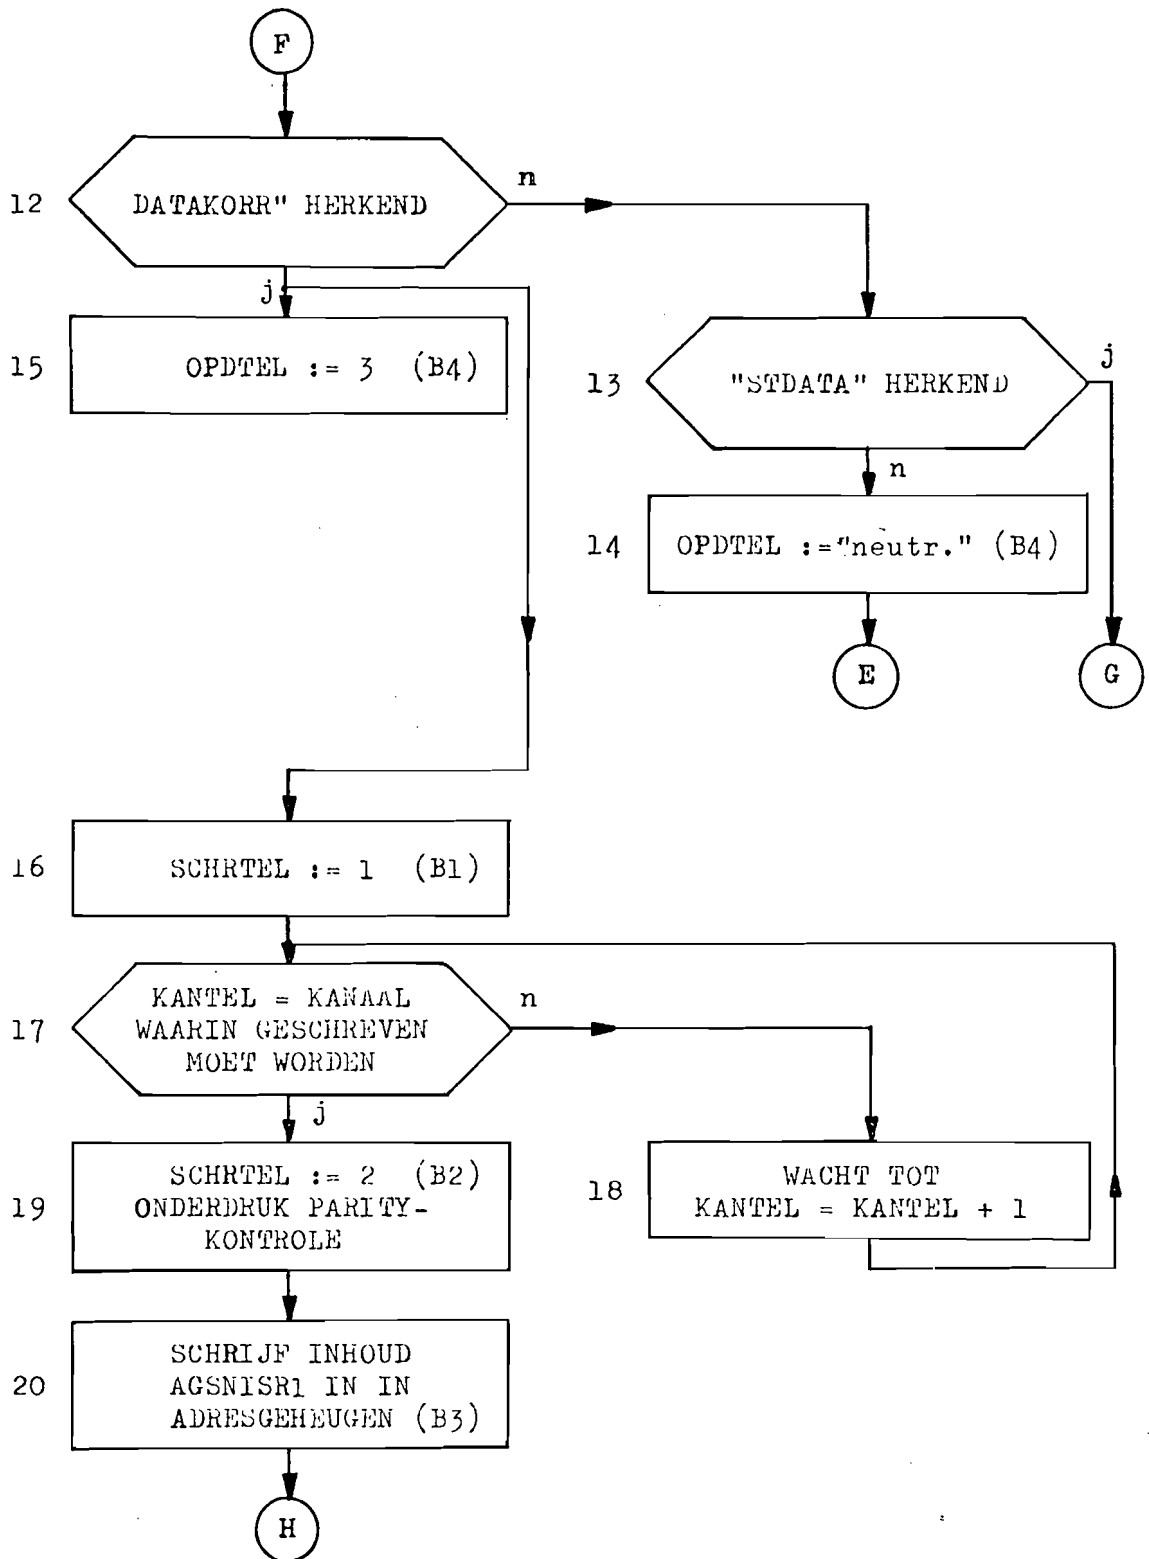 F
12
DATAKORR" HERKEND
n
j
15
OPDTEL := 3 (B4)
13
"STDATA" HERKEND
j
n
14
OPDTEL :="neutr." (B4)
E
G
16
SCHRTEL := 1 (B1)
17
KANTEL = KANAAL
WAARIN GESCHREVEN
MOET WORDEN
n
j
18
WACHT TOT
KANTEL = KANTEL + 1
19
SCHRTEL := 2 (B2)
ONDERDRUK PARITY-
KONTROLE
20
SCHRIJF INHOUD
AGSNISR1 IN IN
ADRESGEHEUGEN (B3)
H